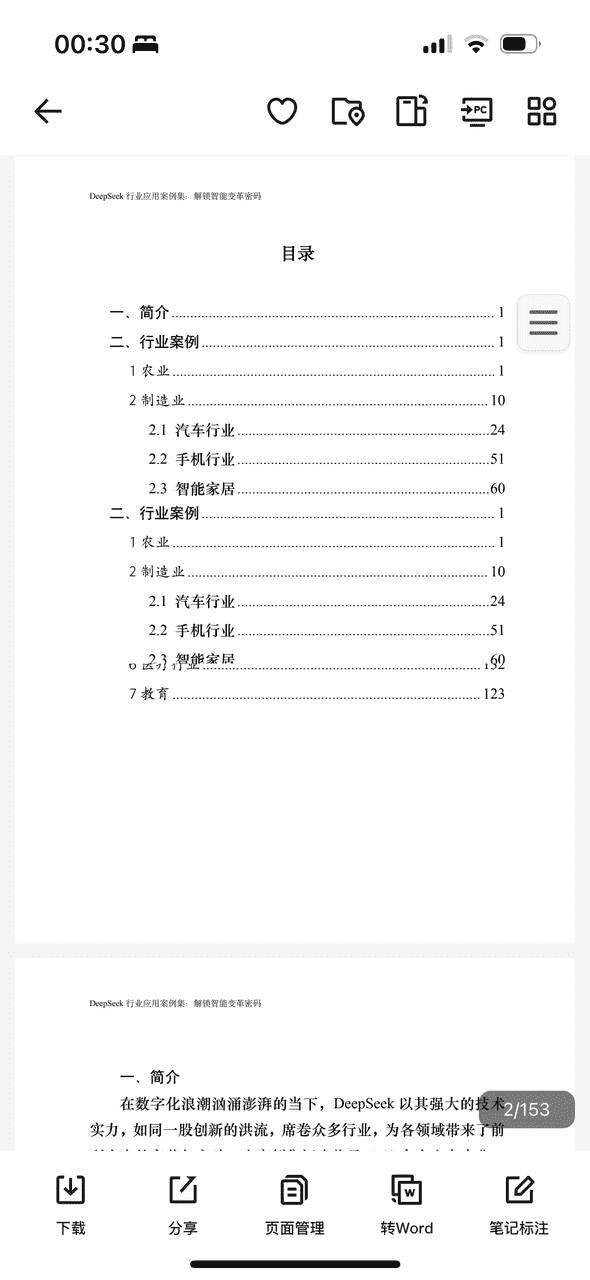 00:30
PC
DeepSeek 行业应用案例集：解锁智能变革密码
目录
一、简介 1
二、行业案例 1
1 农业 1
2 制造业 10
2.1 汽车行业 24
2.2 手机行业 51
2.3 智能家居 60
二、行业案例 1
1 农业 1
2 制造业 10
2.1 汽车行业 24
2.2 手机行业 51
2.3 智能家居 60
7 教育 123
DeepSeek 行业应用案例集：解锁智能变革密码
一、简介
在数字化浪潮汹涌澎湃的当下，DeepSeek 以其强大的技术
2/153
实力，如同一股创新的洪流，席卷众多行业，为各领域带来了前
下载 分享 页面管理 转Word 笔记标注